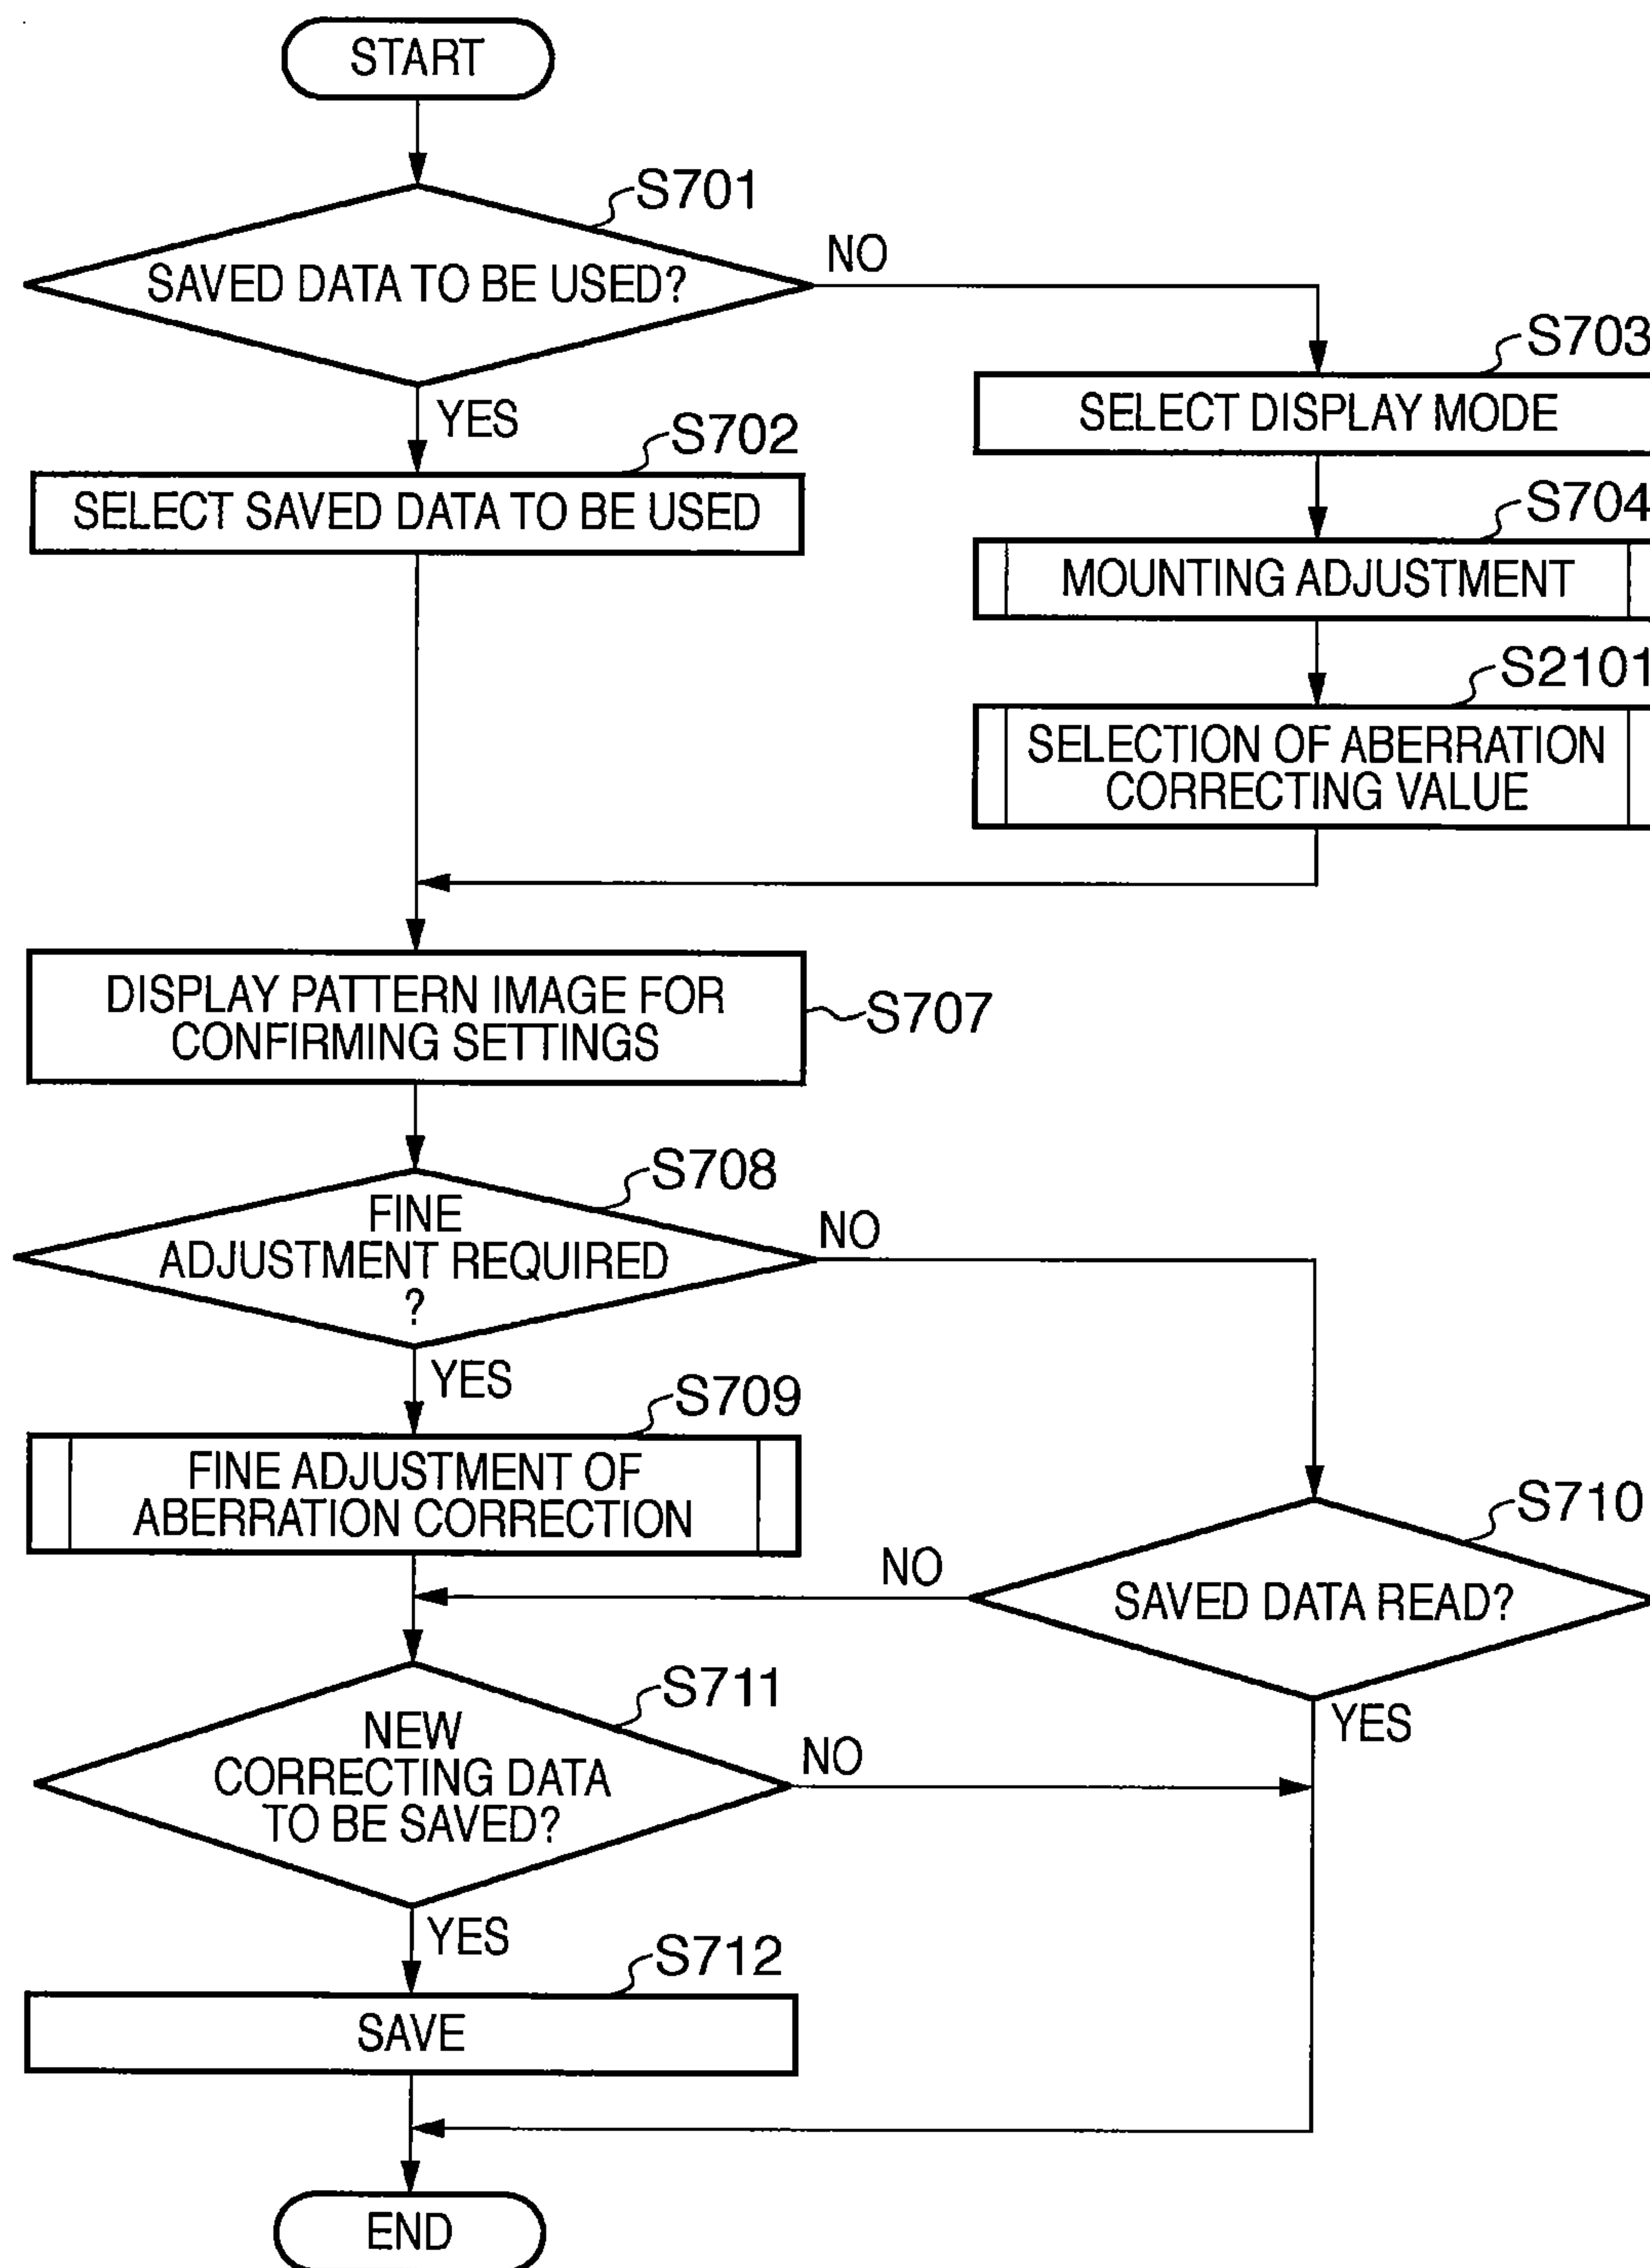 START
S701
SAVED DATA TO BE USED?
NO
YES
S702
SELECT SAVED DATA TO BE USED
S703
SELECT DISPLAY MODE
S704
MOUNTING ADJUSTMENT
S2101
SELECTION OF ABERRATION
CORRECTING VALUE
DISPLAY PATTERN IMAGE FOR
CONFIRMING SETTINGS
S707
S708
FINE
ADJUSTMENT REQUIRED
?
NO
YES
S709
FINE ADJUSTMENT OF
ABERRATION CORRECTION
S710
SAVED DATA READ?
NO
YES
S711
NEW
CORRECTING DATA
TO BE SAVED?
NO
YES
S712
SAVE
END